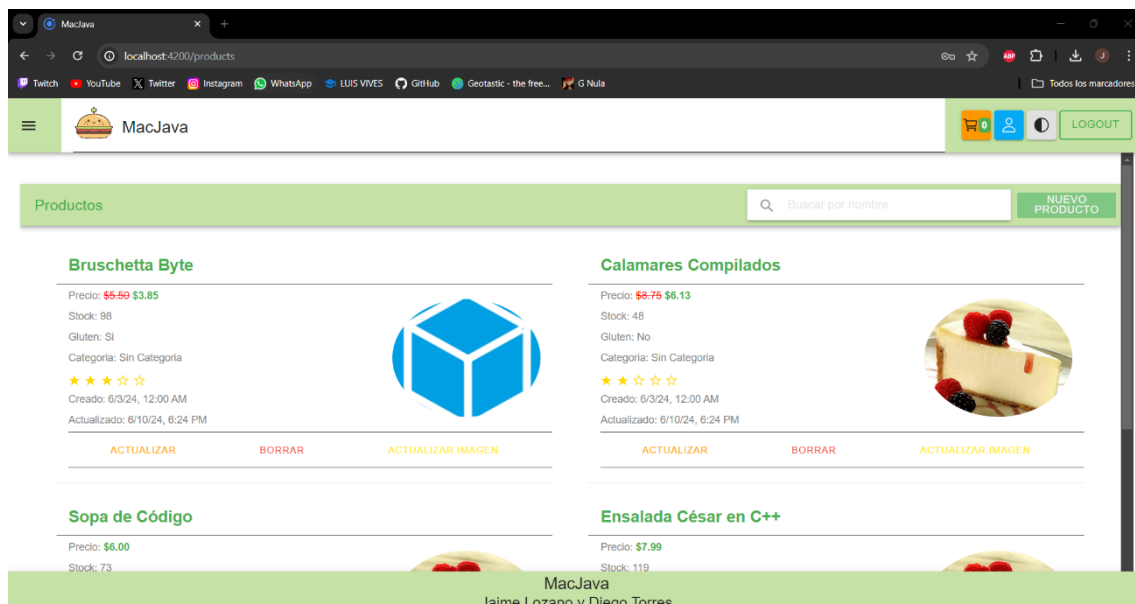 MacJava
localhost:4200/products
ABP
J
Twitch YouTube Twitter Instagram WhatsApp LUIS VIVES GitHub Geotastic - the free... G Nula Todos los marcadores
MacJava
0
LOGOUT
Productos
Buscar por nombre
NUEVO
PRODUCTO
Bruschetta Byte
Precio: $5.50 $3.85
Stock: 98
Gluten: Si
Categoria: Sin Categoria
Creado: 6/3/24, 12:00 AM
Actualizado: 6/10/24, 6:24 PM
ACTUALIZAR BORRAR ACTUALIZAR IMAGEN
Calamares Compilados
Precio: $8.75 $6.13
Stock: 48
Gluten: No
Categoria: Sin Categoria
Creado: 6/3/24, 12:00 AM
Actualizado: 6/10/24, 6:24 PM
ACTUALIZAR BORRAR ACTUALIZAR IMAGEN
Sopa de Código
Precio: $6.00
Stock: 73
Ensalada César en C++
Precio: $7.99
Stock: 119
MacJava
Jaime Lozano y Diego Torres